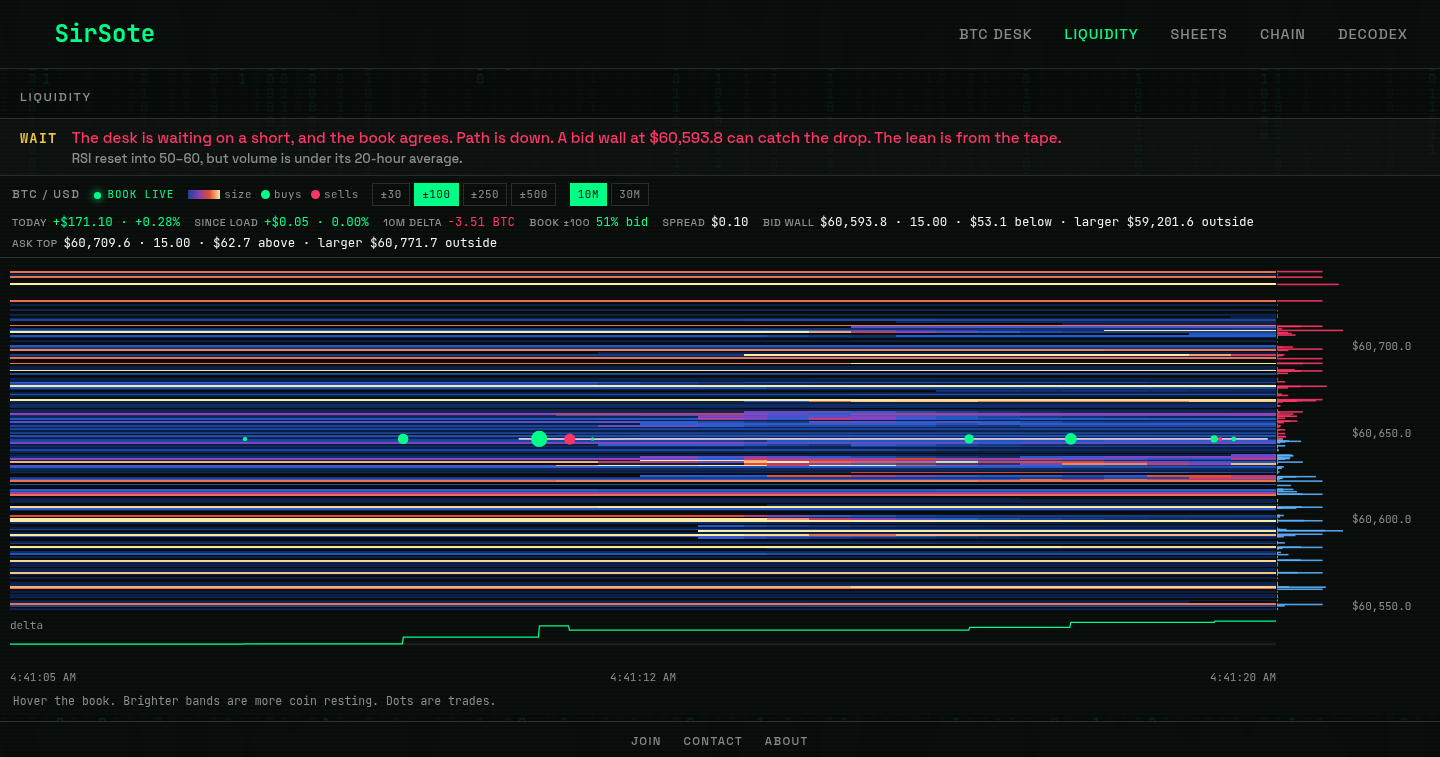 SirSote
BTC DESK LIQUIDITY SHEETS CHAIN DECODEX
LIQUIDITY
WAIT The desk is waiting on a short, and the book agrees. Path is down. A bid wall at $60,593.8 can catch the drop. The lean is from the tape.
RSI reset into 50–60, but volume is under its 20-hour average.
BTC / USD BOOK LIVE size buys sells ±30 ±100 ±250 ±500 10M 30M
TODAY +$171.10 · +0.28% SINCE LOAD +$0.05 · 0.00% 10M DELTA -3.51 BTC BOOK ±100 51% bid SPREAD $0.10 BID WALL $60,593.8 · 15.00 · $53.1 below · larger $59,201.6 outside
ASK TOP $60,709.6 · 15.00 · $62.7 above · larger $60,771.7 outside
$60,700.0
$60,650.0
$60,600.0
$60,550.0
delta
4:41:05 AM 4:41:12 AM 4:41:20 AM
Hover the book. Brighter bands are more coin resting. Dots are trades.
JOIN CONTACT ABOUT